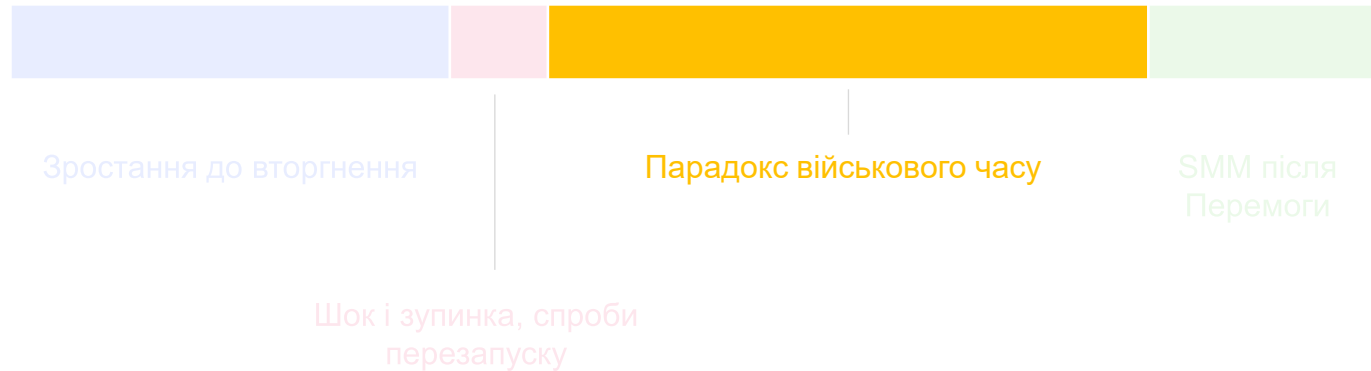 Зростання до вторгнення
Парадокс військового часу
SMM після
Перемоги
Шок і зупинка, спроби
перезапуску